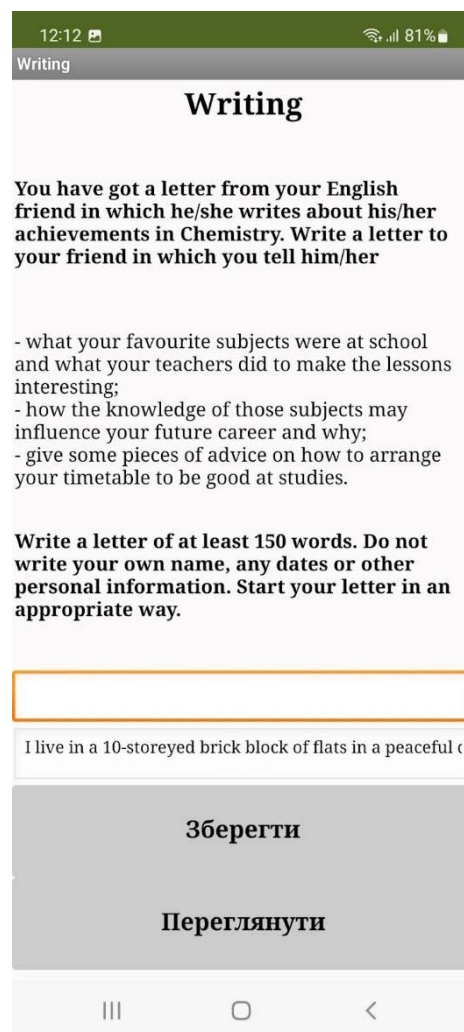 12:12 81%
Writing
Writing
You have got a letter from your English
friend in which he/she writes about his/her
achievements in Chemistry. Write a letter to
your friend in which you tell him/her
- what your favourite subjects were at school
and what your teachers did to make the lessons
interesting;
- how the knowledge of those subjects may
influence your future career and why;
- give some pieces of advice on how to arrange
your timetable to be good at studies.
Write a letter of at least 150 words. Do not
write your own name, any dates or other
personal information. Start your letter in an
appropriate way.
I live in a 10-storeyed brick block of flats in a peaceful
Зберегти
Переглянути